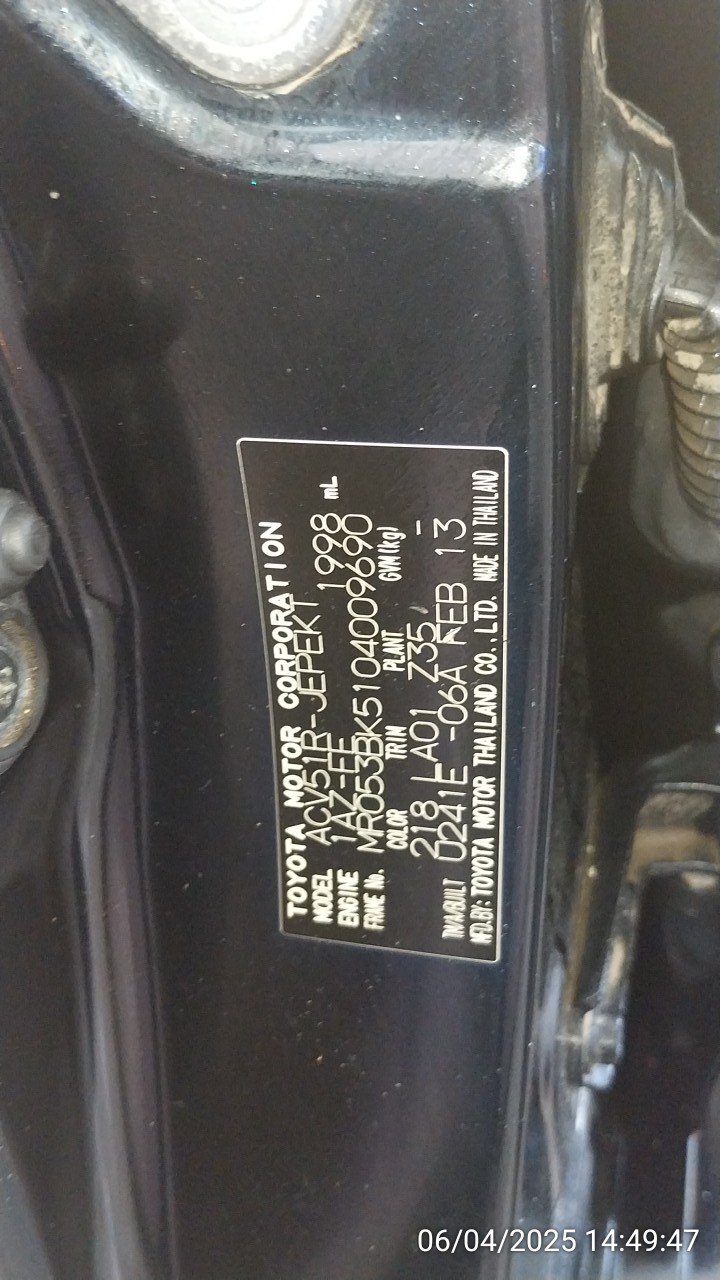 TOYOTA MOTOR CORPORATION
MODEL ACV51R-JEPEKT 1998 mL
ENGINE 1AZ-FE
FRME No. MR053BK5104009690
COLOR TRIM PLANT GVM(kg)
218 LA01 Z35 -
TM/A/BUILT U241E -06A FEB 13
MFD.BY: TOYOTA MOTOR THAILAND CO.,LTD. MADE IN THAILAND
06/04/2025 14:49:47